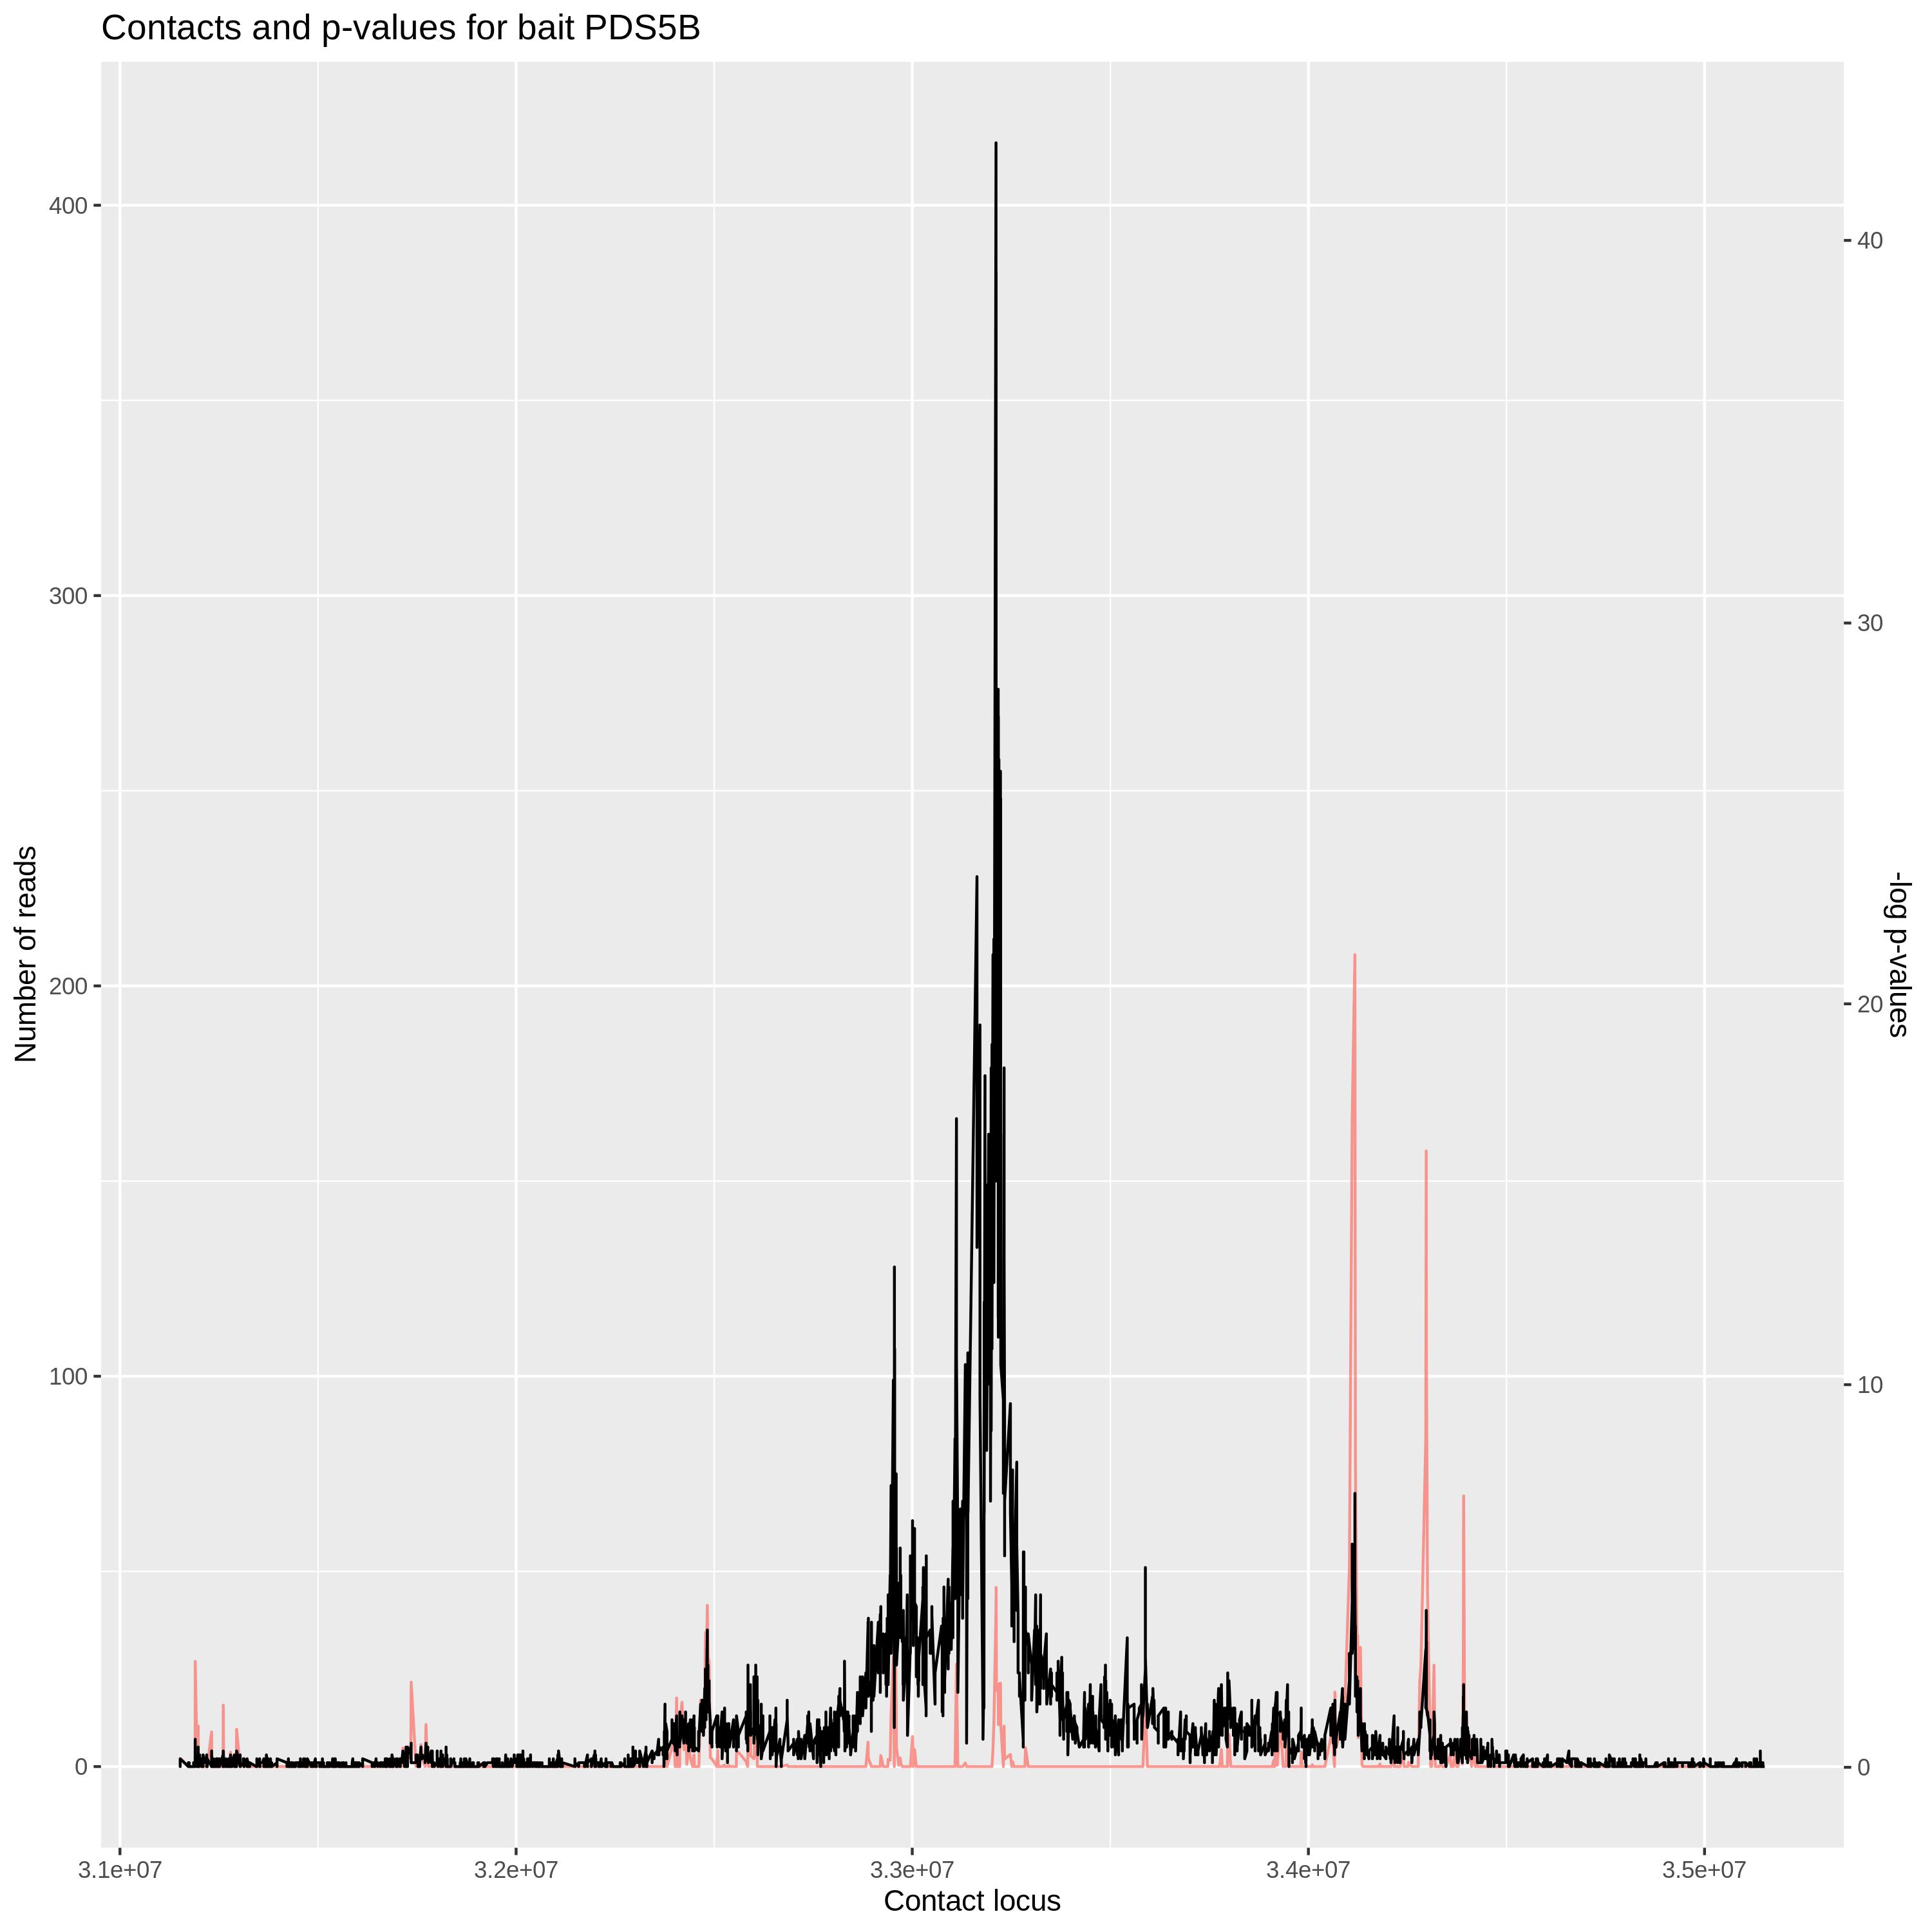 Contacts and p-values for bait PDS5B
Number of reads
400
300
200
100
0
40
30
20
10
0
-log p-values
3.1e+07
3.2e+07
3.3e+07
3.4e+07
3.5e+07
Contact locus